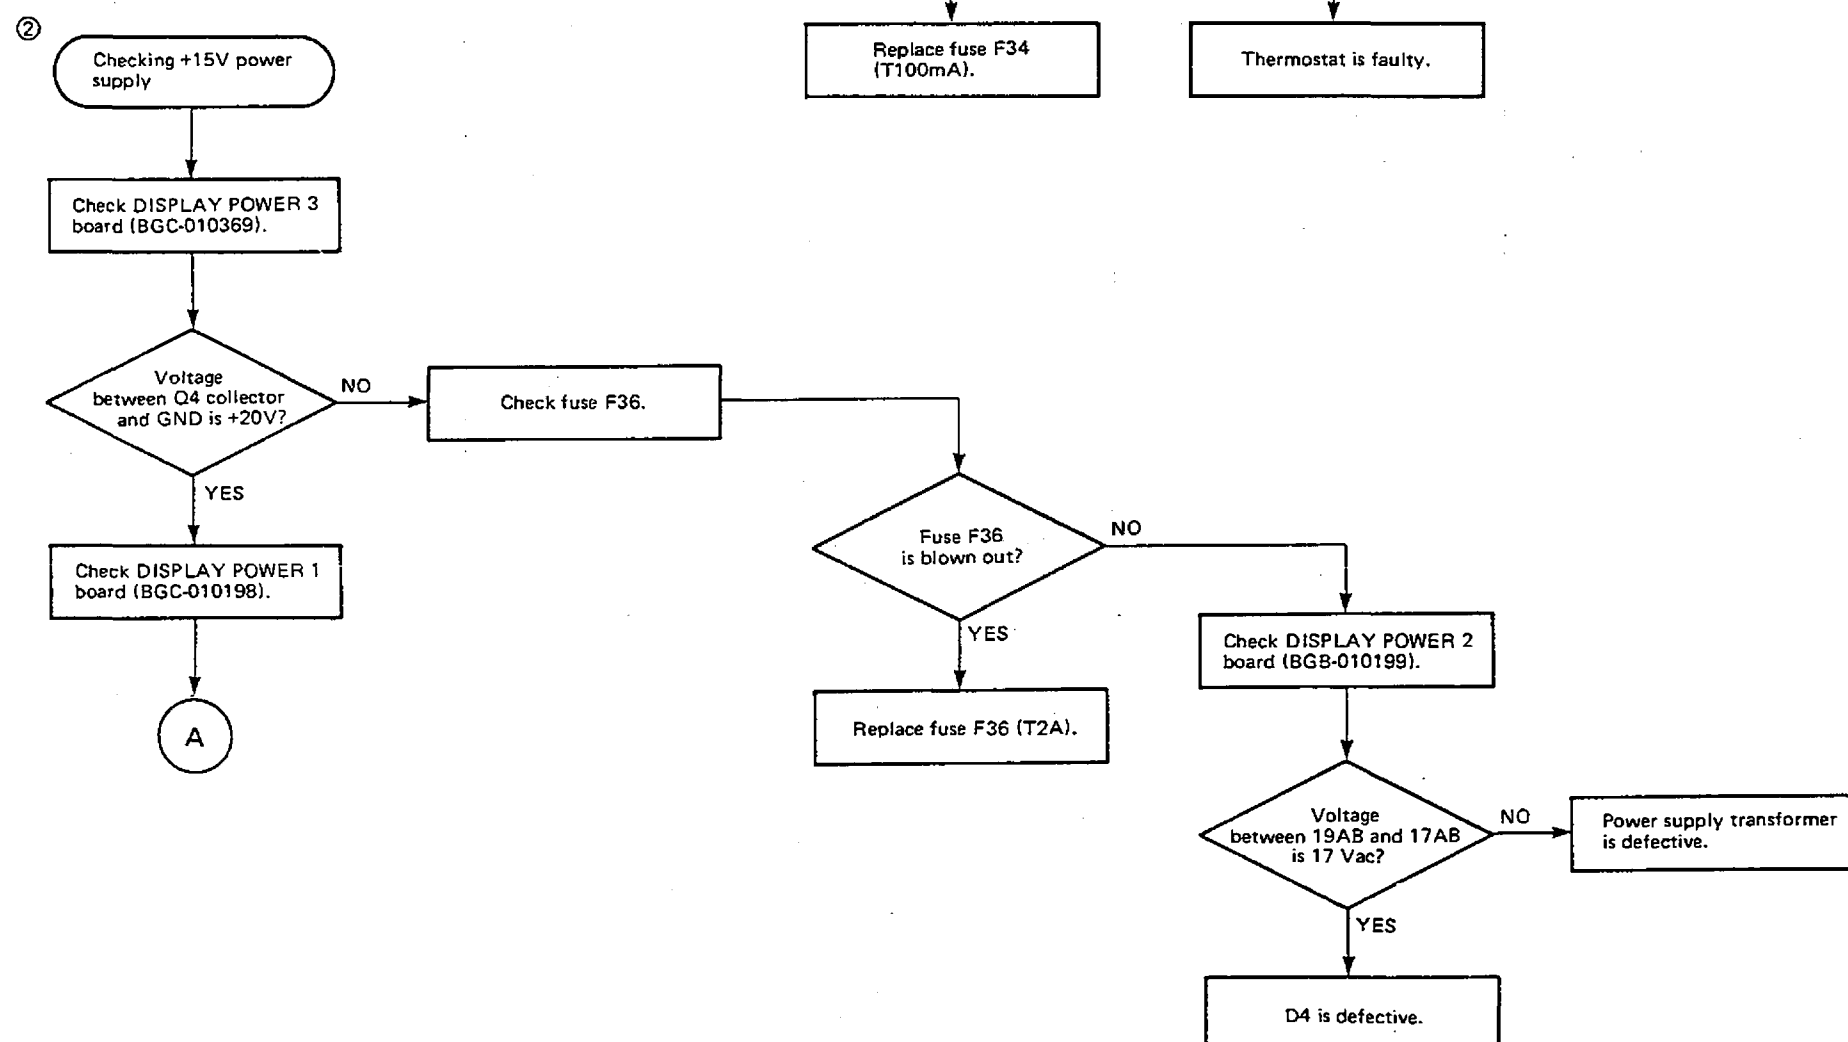 ②
Checking +15V power
supply
Replace fuse F34
(T100mA).
Thermostat is faulty.
Check DISPLAY POWER 3
board (BGC-010369).
Voltage
between Q4 collector
and GND is +20V?
NO
Check fuse F36.
YES
Fuse F36
is blown out?
NO
Check DISPLAY POWER 1
board (BGC-010198).
YES
Check DISPLAY POWER 2
board (BGB-010199).
A
Replace fuse F36 (T2A).
Voltage
between 19AB and 17AB
is 17 Vac?
NO
Power supply transformer
is defective.
YES
D4 is defective.